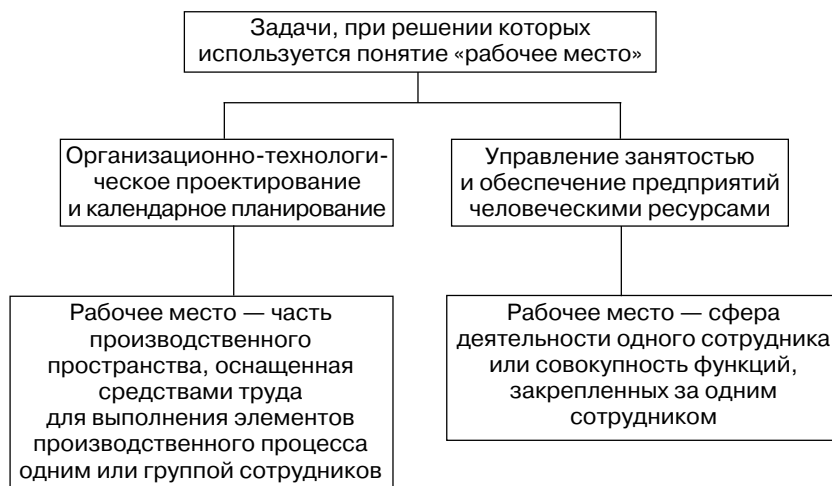 Задачи, при решении которых
используется понятие «рабочее место»
Организационно-технологи-
ческое проектирование
и календарное планирование
Управление занятостью
и обеспечение предприятий
человеческими ресурсами
Рабочее место — часть
производственного
пространства, оснащенная
средствами труда
для выполнения элементов
производственного процесса
одним или группой сотрудников
Рабочее место — сфера
деятельности одного сотрудника
или совокупность функций,
закрепленных за одним
сотрудником